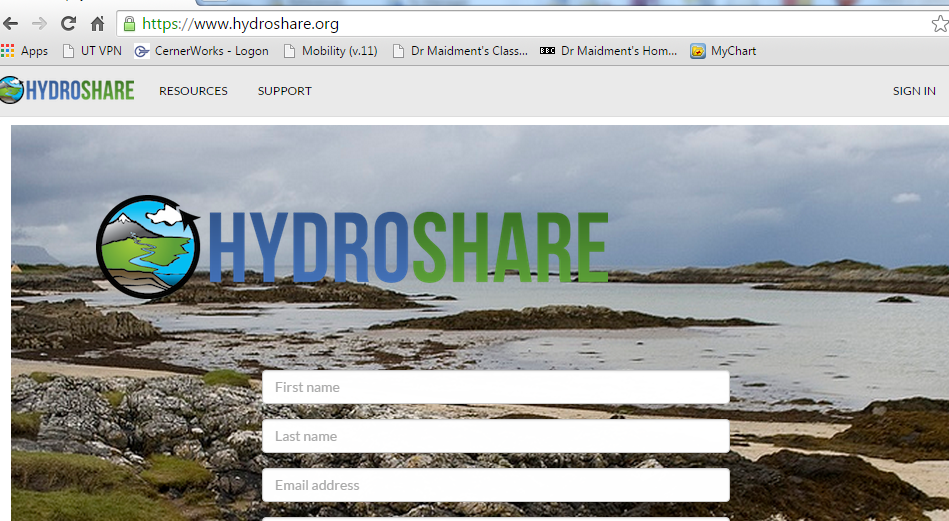 https://www.hydroshare.org
Apps UT VPN CernerWorks - Logon Mobility (v.11) Dr Maidment's Class... Dr Maidment's Hom... MyChart
HYDROSHARE RESOURCES SUPPORT SIGN IN
HYDROSHARE
First name
Last name
Email address